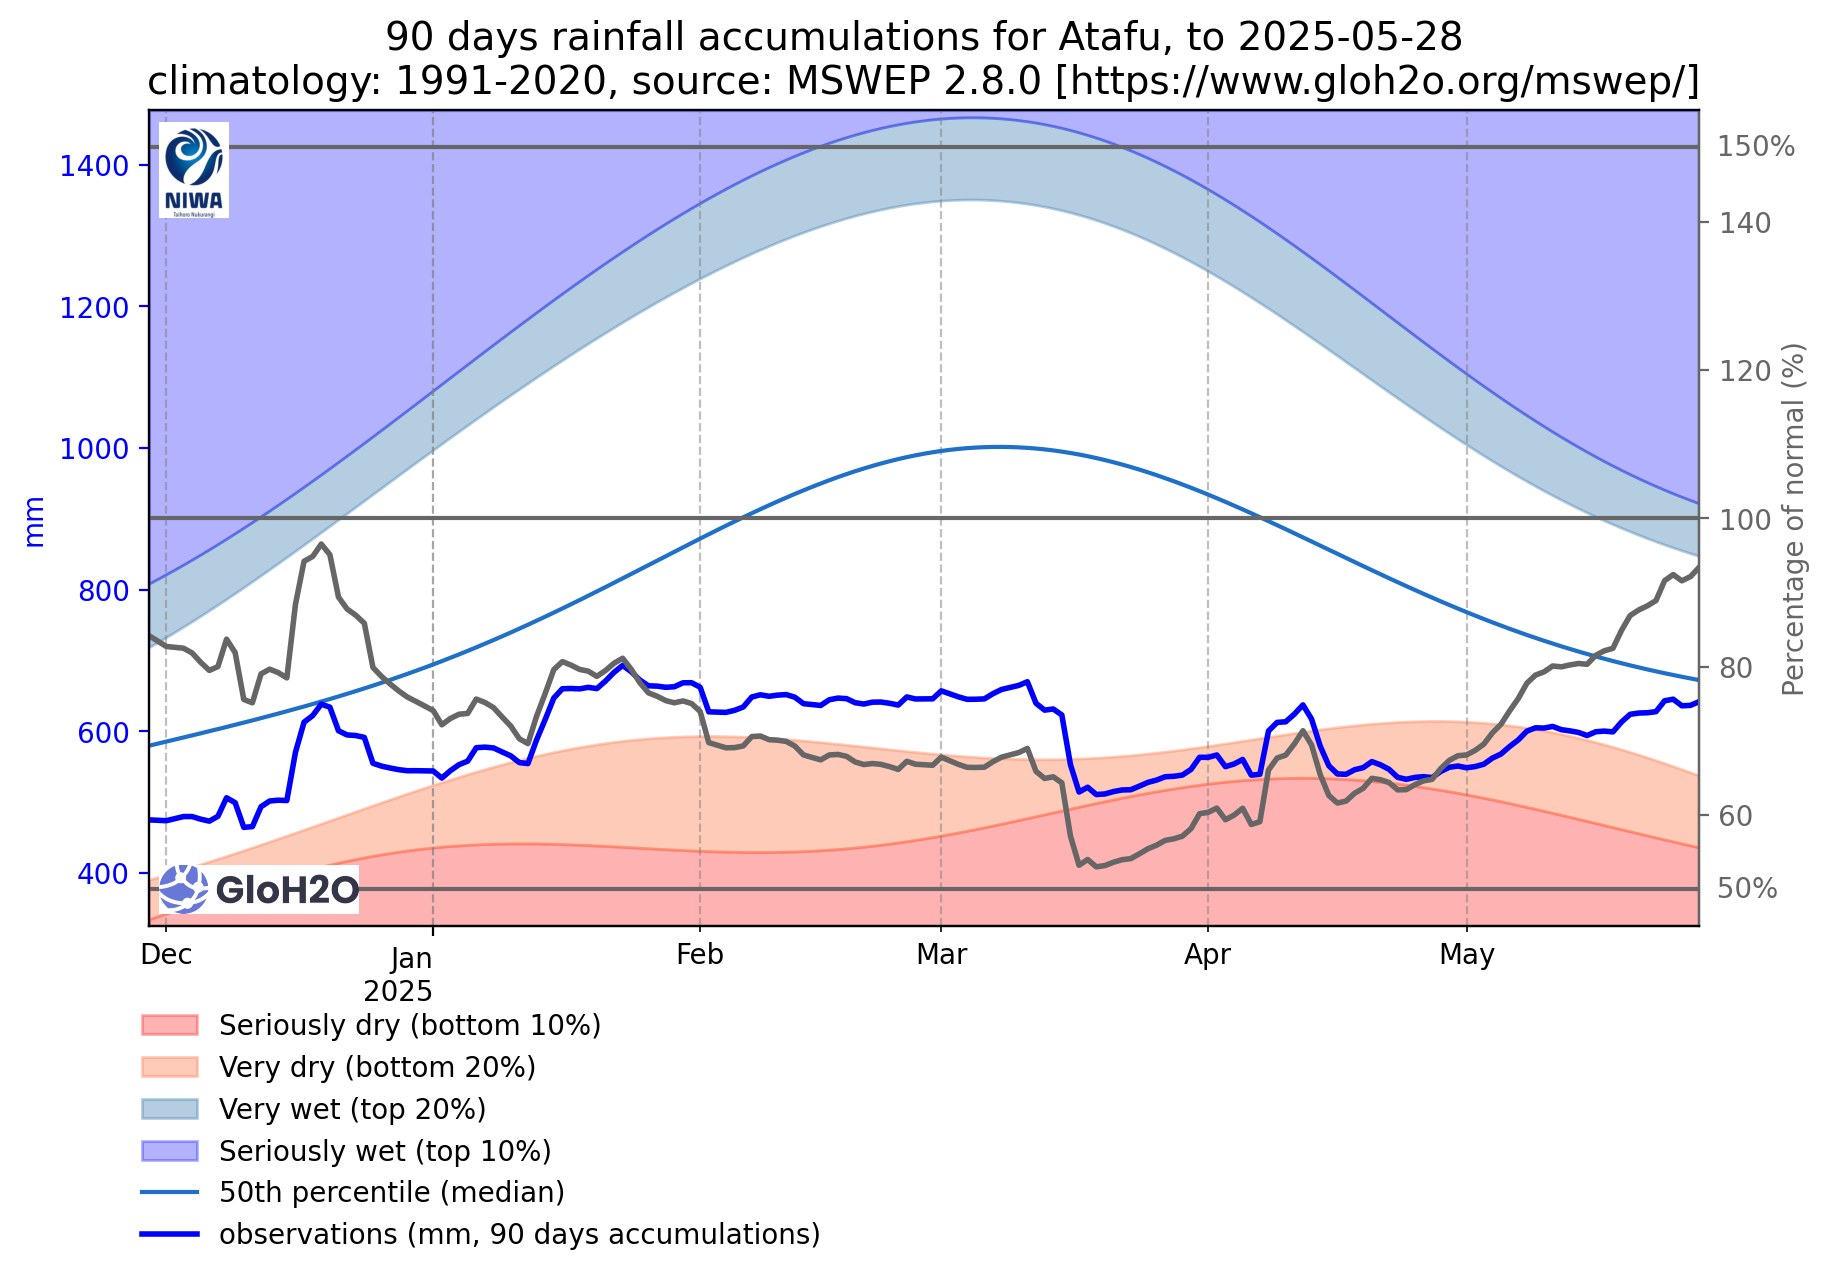 90 days rainfall accumulations for Atafu, to 2025-05-28
climatology: 1991-2020, source: MSWEP 2.8.0 [https://www.gloh2o.org/mswep/]
NIWA
Taihoro Nukurangi
1400
1200
1000
800
600
400
mm
150%
140
120
100
80
60
50%
Percentage of normal (%)
GloH2O
Dec
Jan
2025
Feb
Mar
Apr
May
Seriously dry (bottom 10%)
Very dry (bottom 20%)
Very wet (top 20%)
Seriously wet (top 10%)
50th percentile (median)
observations (mm, 90 days accumulations)